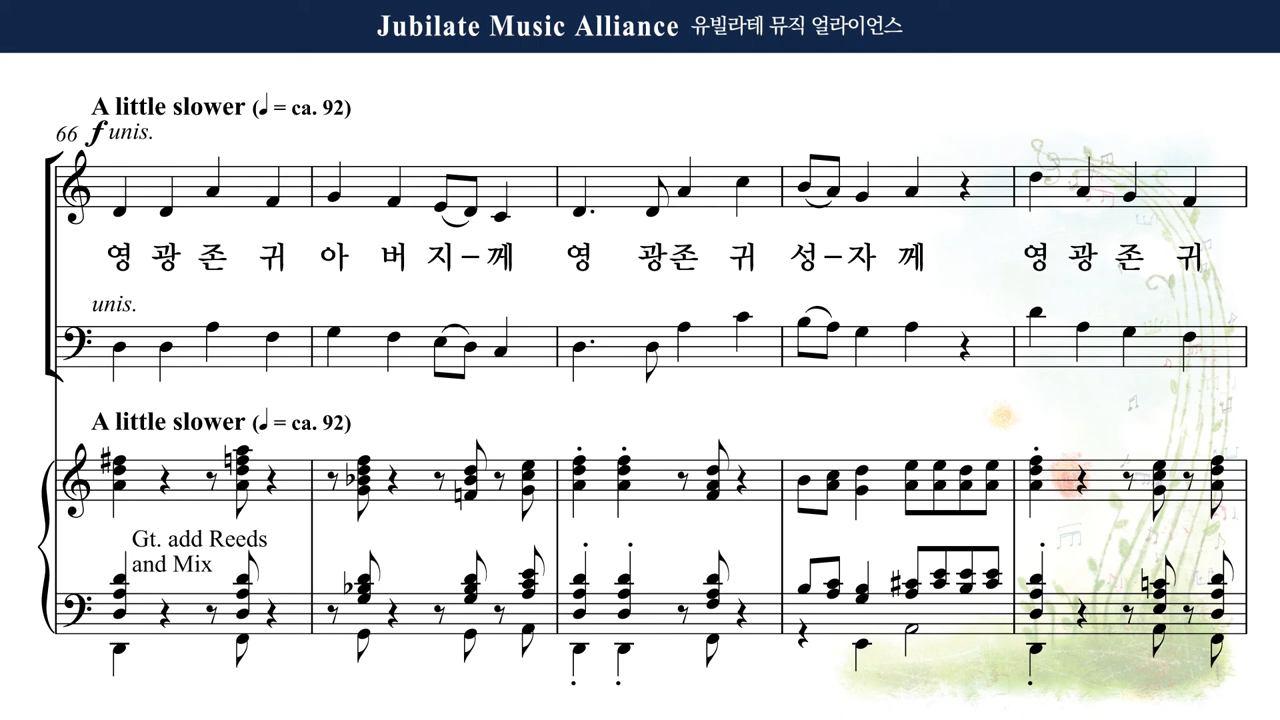 Jubilate Music Alliance 유빌라테 뮤직 얼라이언스
A little slower (♩ = ca. 92)
66 f unis.
영 광 존 귀 아 버 지-께 영 광존 귀 성-자 께 영 광 존 귀
unis.
A little slower (♩ = ca. 92)
Gt. add Reeds
and Mix